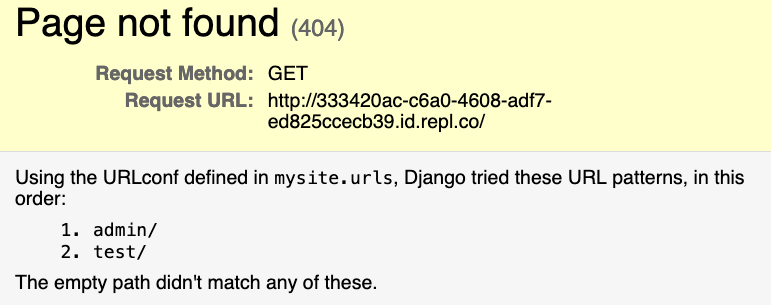 Page not found (404)
Request Method: GET
Request URL: http://333420ac-c6a0-4608-adf7-
ed825ccecb39.id.repl.co/
Using the URLconf defined in mysite.urls, Django tried these URL patterns, in this
order:
1. admin/
2. test/
The empty path didn't match any of these.